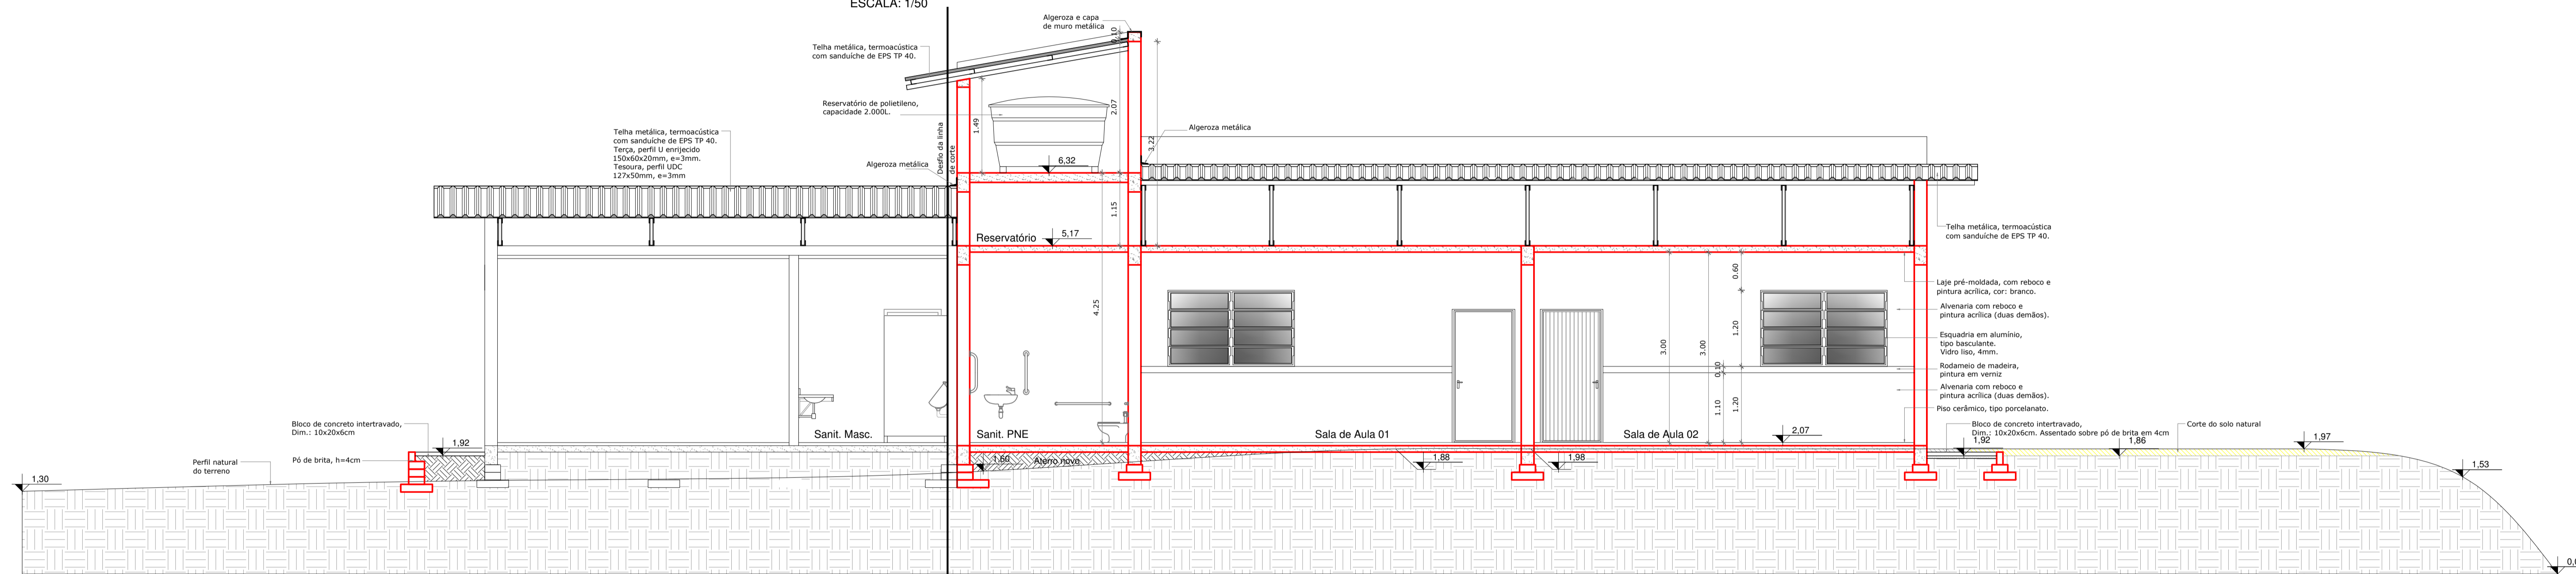 ESCALA: 1/50
Algeroza e capa
de muro metálica
Telha metálica, termoacústica
com sanduíche de EPS TP 40.
0.10
Reservatório de polietileno,
capacidade 2.000L.
1.49
2.07
3.22
Telha metálica, termoacústica
com sanduíche de EPS TP 40.
Terça, perfil U enrijecido
150x60x20mm, e=3mm.
Tesoura, perfil UDC
127x50mm, e=3mm
Desfio da linha
de corte
Algeroza metálica
Algeroza metálica
6,32
1.15
Reservatório
5,17
Telha metálica, termoacústica
com sanduíche de EPS TP 40.
4.25
0.60
1.20
3.00
3.00
0.10
1.10
1.20
Laje pré-moldada, com reboco e
pintura acrílica, cor: branco.
Alvenaria com reboco e
pintura acrílica (duas demãos).
Esquadria em alumínio,
tipo basculante.
Vidro liso, 4mm.
Rodameio de madeira,
pintura em verniz
Alvenaria com reboco e
pintura acrílica (duas demãos).
Piso cerâmico, tipo porcelanato.
Bloco de concreto intertravado,
Dim.: 10x20x6cm
Sanit. Masc.
Sanit. PNE
Sala de Aula 01
Sala de Aula 02
2,07
Bloco de concreto intertravado,
Dim.: 10x20x6cm. Assentado sobre pó de brita em 4cm
Corte do solo natural
1,92
1,92
1,86
1,97
Perfil natural
do terreno
Pó de brita, h=4cm
1,60
Aterro novo
1,88
1,98
1,53
1,30